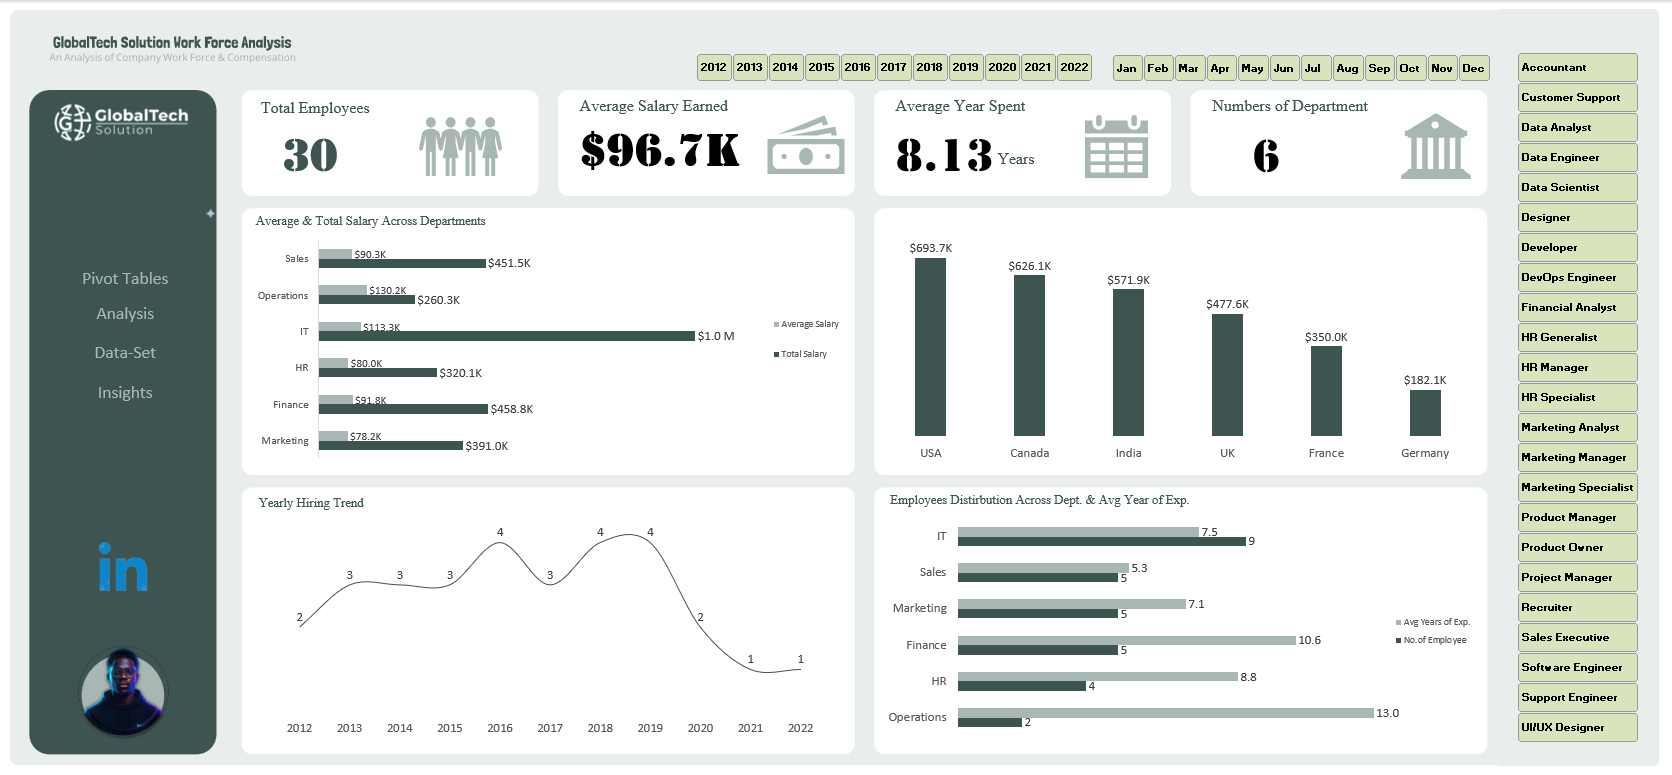 GlobalTech Solution Work Force Analysis
An Analysis of Company Work Force & Compensation
2012 2013 2014 2015 2016 2017 2018 2019 2020 2021 2022
Jan Feb Mar Apr May Jun Jul Aug Sep Oct Nov Dec
GlobalTech
Solution
Pivot Tables
Analysis
Data-Set
Insights
in
Total Employees
30
Average Salary Earned
$96.7K
Average Year Spent
8.13 Years
Numbers of Department
6
Average & Total Salary Across Departments
Sales $90.3K
$451.5K
Operations $130.2K
$260.3K
IT $113.3K
$1.0 M
HR $80.0K
$320.1K
Finance $91.8K
$458.8K
Marketing $78.2K
$391.0K
Average Salary
Total Salary
$693.7K
$626.1K
$571.9K
$477.6K
$350.0K
$182.1K
USA Canada India UK France Germany
Yearly Hiring Trend
2 3 3 3 4 3 4 4 2 1 1
2012 2013 2014 2015 2016 2017 2018 2019 2020 2021 2022
Employees Distirbution Across Dept. & Avg Year of Exp.
IT 7.5
9
Sales 5.3
5
Marketing 7.1
5
Finance 10.6
5
HR 8.8
4
Operations 13.0
2
Avg Years of Exp.
No. of Employee
Accountant
Customer Support
Data Analyst
Data Engineer
Data Scientist
Designer
Developer
DevOps Engineer
Financial Analyst
HR Generalist
HR Manager
HR Specialist
Marketing Analyst
Marketing Manager
Marketing Specialist
Product Manager
Product Owner
Project Manager
Recruiter
Sales Executive
Software Engineer
Support Engineer
UI/UX Designer